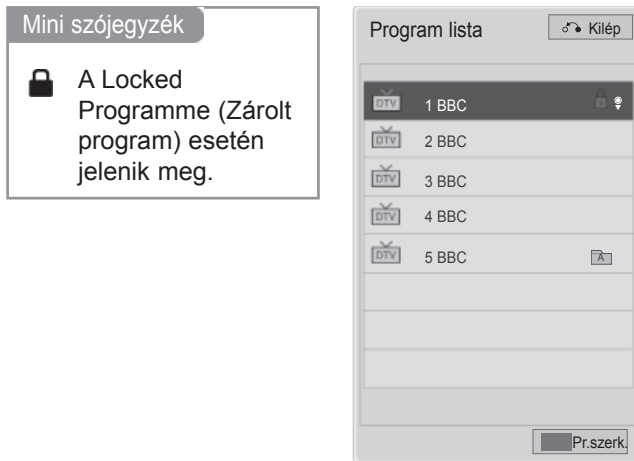 Mini szójegyzék
A Locked
Programme (Zárolt
program) esetén
jelenik meg.
Program lista
Kilép
DTV 1 BBC
DTV 2 BBC
DTV 3 BBC
DTV 4 BBC
DTV 5 BBC A
Pr.szerk.